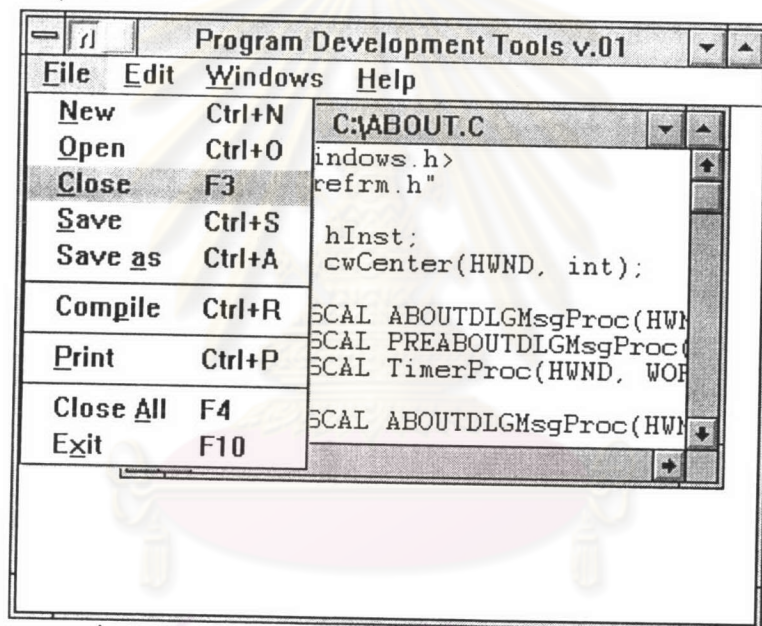 Program Development Tools v.01
File Edit Windows Help
New Ctrl+N
Open Ctrl+O
Close F3
Save Ctrl+S
Save as Ctrl+A
Compile Ctrl+R
Print Ctrl+P
Close All F4
Exit F10
C:\ABOUT.C
indows.h>
refrm.h"
hInst;
cwCenter(HWND, int);
SCAL ABOUTDLGMsgProc(HWN
SCAL PREABOUTDLGMsgProc(
SCAL TimerProc(HWND, WOR
SCAL ABOUTDLGMsgProc(HWN